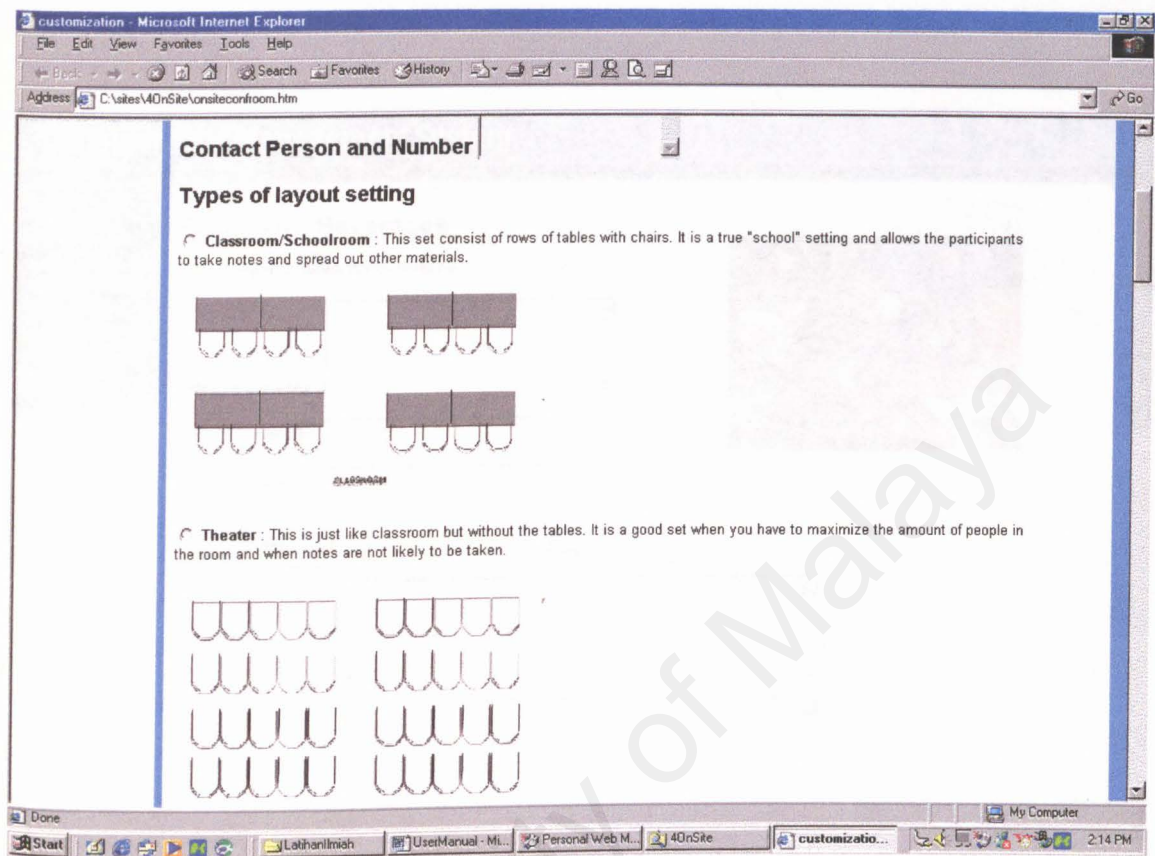 customization - Microsoft Internet Explorer
File Edit View Favorites Tools Help
Back Search Favorites History
Address C:\sites\4OnSite\onsiteconfroom.htm Go
Contact Person and Number
Types of layout setting
Classroom/Schoolroom : This set consist of rows of tables with chairs. It is a true "school" setting and allows the participants
to take notes and spread out other materials.
CLASSROOM
Theater : This is just like classroom but without the tables. It is a good set when you have to maximize the amount of people in
the room and when notes are not likely to be taken.
Done My Computer
Start LatihanIlmiah UserManual - Mi... Personal Web M... 4OnSite customizatio... 2:14 PM
y of Malaya